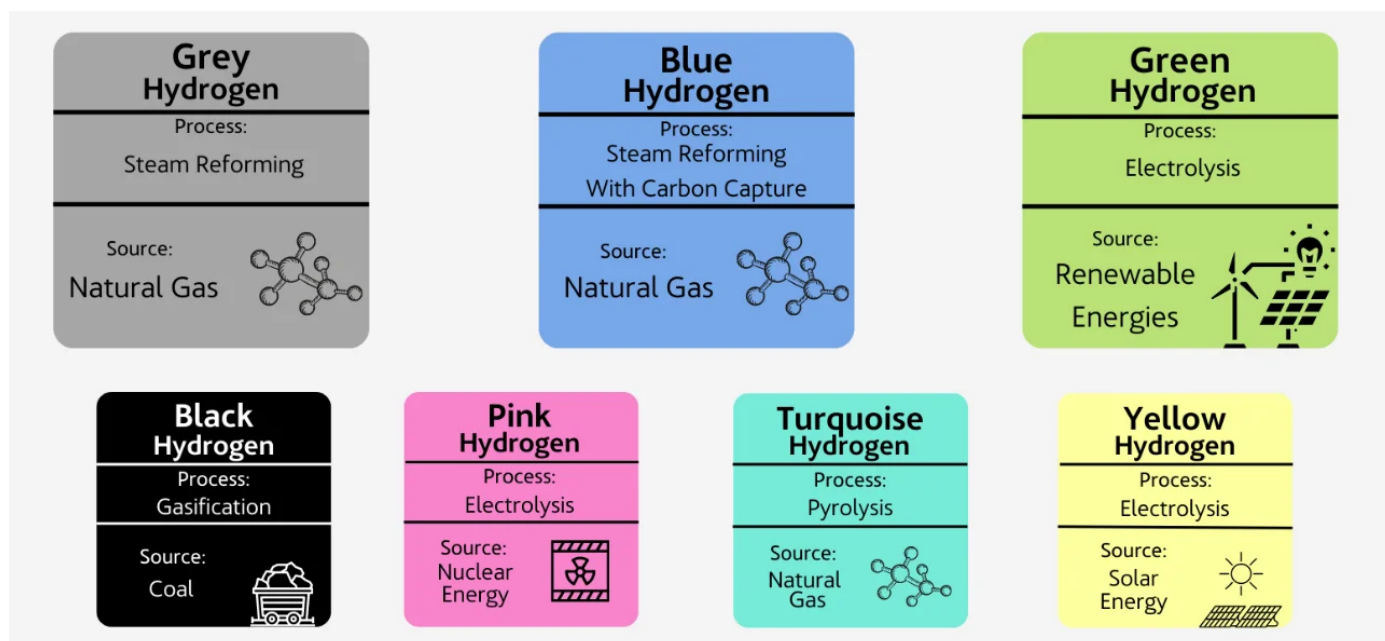 Grey
Hydrogen
Process:
Steam Reforming
Source:
Natural Gas
Blue
Hydrogen
Process:
Steam Reforming
With Carbon Capture
Source:
Natural Gas
Green
Hydrogen
Process:
Electrolysis
Source:
Renewable
Energies
Black
Hydrogen
Process:
Gasification
Source:
Coal
Pink
Hydrogen
Process:
Electrolysis
Source:
Nuclear
Energy
Turquoise
Hydrogen
Process:
Pyrolysis
Source:
Natural
Gas
Yellow
Hydrogen
Process:
Electrolysis
Source:
Solar
Energy